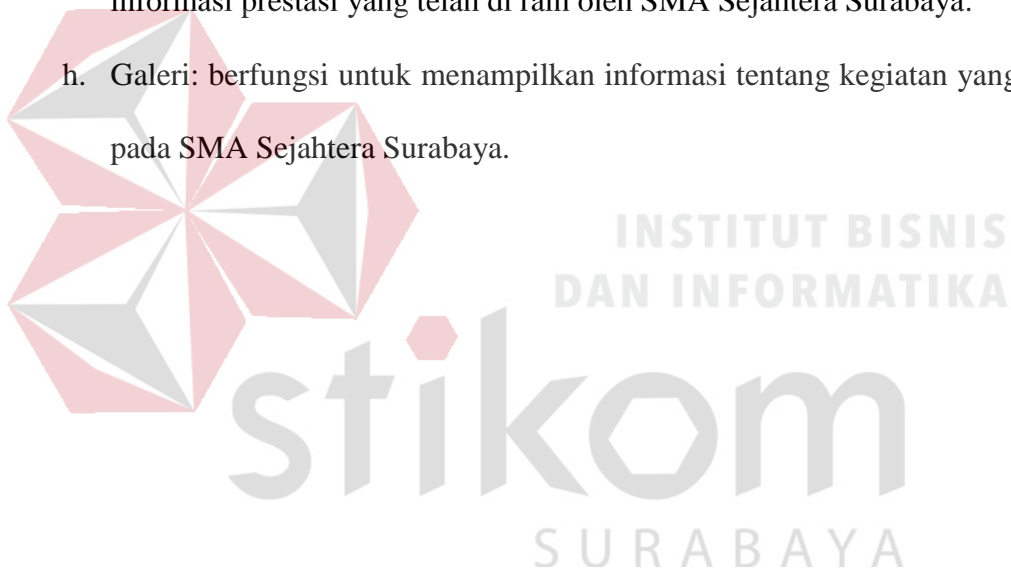 informasi prestasi yang telah di raih oleh SMA Sejahtera Surabaya.
h. Galeri: berfungsi untuk menampilkan informasi tentang kegiatan yang
pada SMA Sejahtera Surabaya.
INSTITUT BISNIS
DAN INFORMATIKA
stikom
SURABAYA